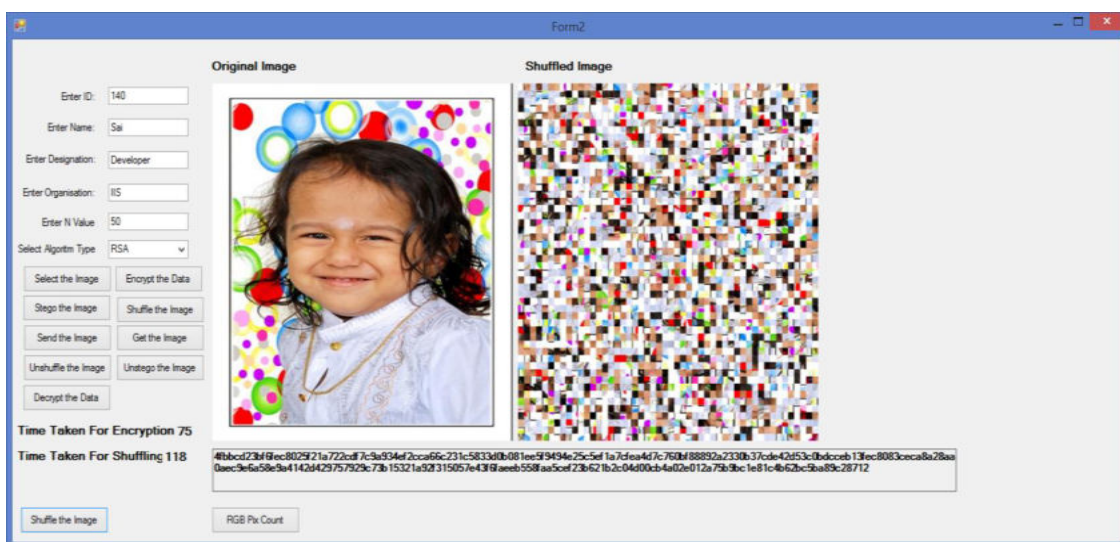 Form2
Original Image
Shuffled Image
Enter ID: 140
Enter Name: Sai
Enter Designation: Developer
Enter Organisation: IIS
Enter N Value 50
Select Algoritm Type RSA
Select the Image
Encrypt the Data
Stego the Image
Shuffle the Image
Send the Image
Get the Image
Unshuffle the Image
Unstego the Image
Decrypt the Data
Time Taken For Encryption 75
Time Taken For Shuffling 118
Shuffle the Image
RGB Pix Count